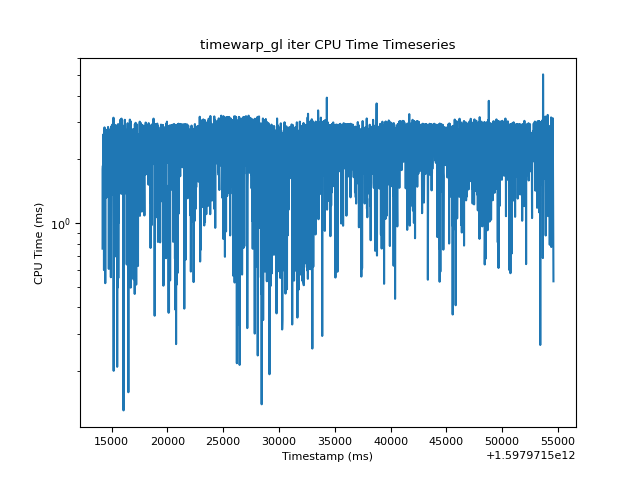 timewarp_gl iter CPU Time Timeseries
CPU Time (ms)
10⁰
15000 20000 25000 30000 35000 40000 45000 50000 55000
Timestamp (ms)
+1.5979715e12